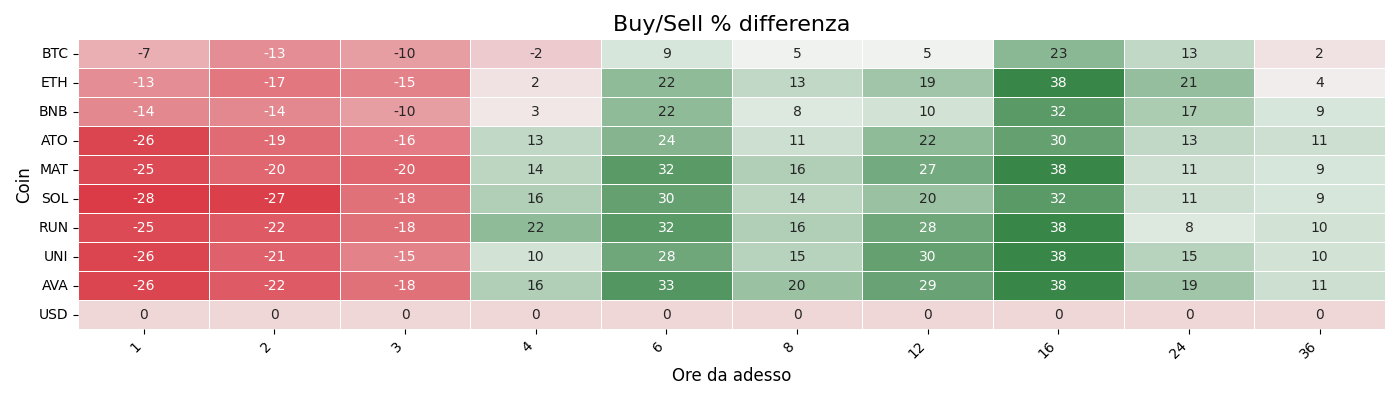 Buy/Sell % differenza
Coin
BTC -7 -13 -10 -2 9 5 5 23 13 2
ETH -13 -17 -15 2 22 13 19 38 21 4
BNB -14 -14 -10 3 22 8 10 32 17 9
ATO -26 -19 -16 13 24 11 22 30 13 11
MAT -25 -20 -20 14 32 16 27 38 11 9
SOL -28 -27 -18 16 30 14 20 32 11 9
RUN -25 -22 -18 22 32 16 28 38 8 10
UNI -26 -21 -15 10 28 15 30 38 15 10
AVA -26 -22 -18 16 33 20 29 38 19 11
USD 0 0 0 0 0 0 0 0 0 0
1 2 3 4 6 8 12 16 24 36
Ore da adesso